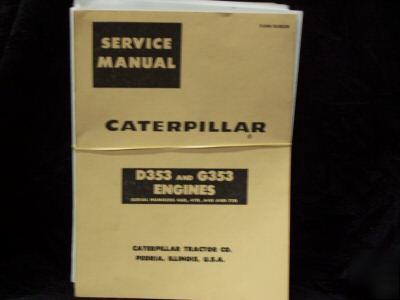 SERVICE
MANUAL
CATERPILLAR
®
D353 AND G353
ENGINES
CATERPILLAR TRACTOR CO.
PEORIA, ILLINOIS, U.S.A.